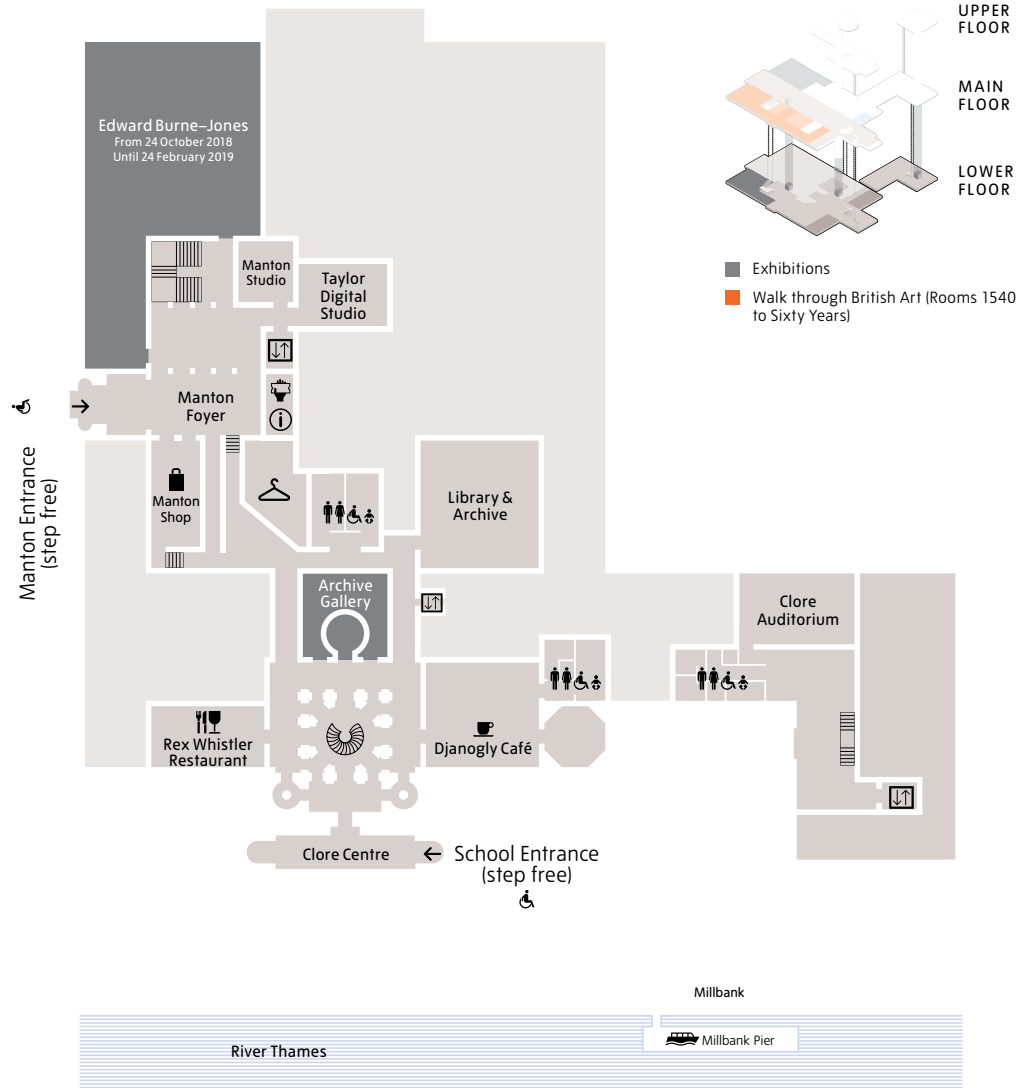 UPPER
FLOOR
MAIN
FLOOR
LOWER
FLOOR
Exhibitions
Walk through British Art (Rooms 1540
to Sixty Years)
Edward Burne–Jones
From 24 October 2018
Until 24 February 2019
Manton
Studio
Taylor
Digital
Studio
Manton
Foyer
i
Manton Entrance
(step free)
Manton
Shop
Library &
Archive
Archive
Gallery
Clore
Auditorium
Rex Whistler
Restaurant
Djanogly Café
Clore Centre
School Entrance
(step free)
Millbank
Millbank Pier
River Thames